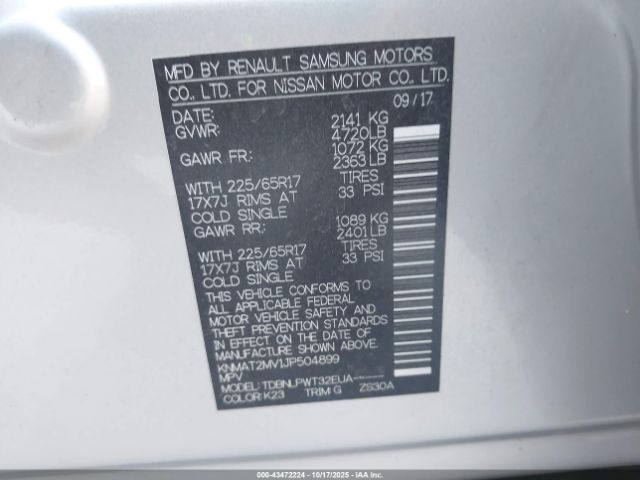 MFD BY RENAULT SAMSUNG MOTORS
CO., LTD. FOR NISSAN MOTOR CO., LTD.
DATE: 09/17
GVWR: 2141 KG
4720LB
GAWR FR: 1072 KG
2363 LB
WITH 225/65R17 TIRES
17X7J RIMS AT 33 PSI
COLD SINGLE
GAWR RR: 1089 KG
2401 LB
WITH 225/65R17 TIRES
17X7J RIMS AT 33 PSI
COLD SINGLE
THIS VEHICLE CONFORMS TO
ALL APPLICABLE FEDERAL
MOTOR VEHICLE SAFETY AND
THEFT PREVENTION STANDARDS
IN EFFECT ON THE DATE OF
MANUFACTURE SHOWN ABOVE.
KNMAT2MV1JP504899
MPV
MODEL: TDBNLPWT32EUA-----
COLOR: K23 TRIM: G ZS30A
000-43472224 - 10/17/2025 - IAA Inc.